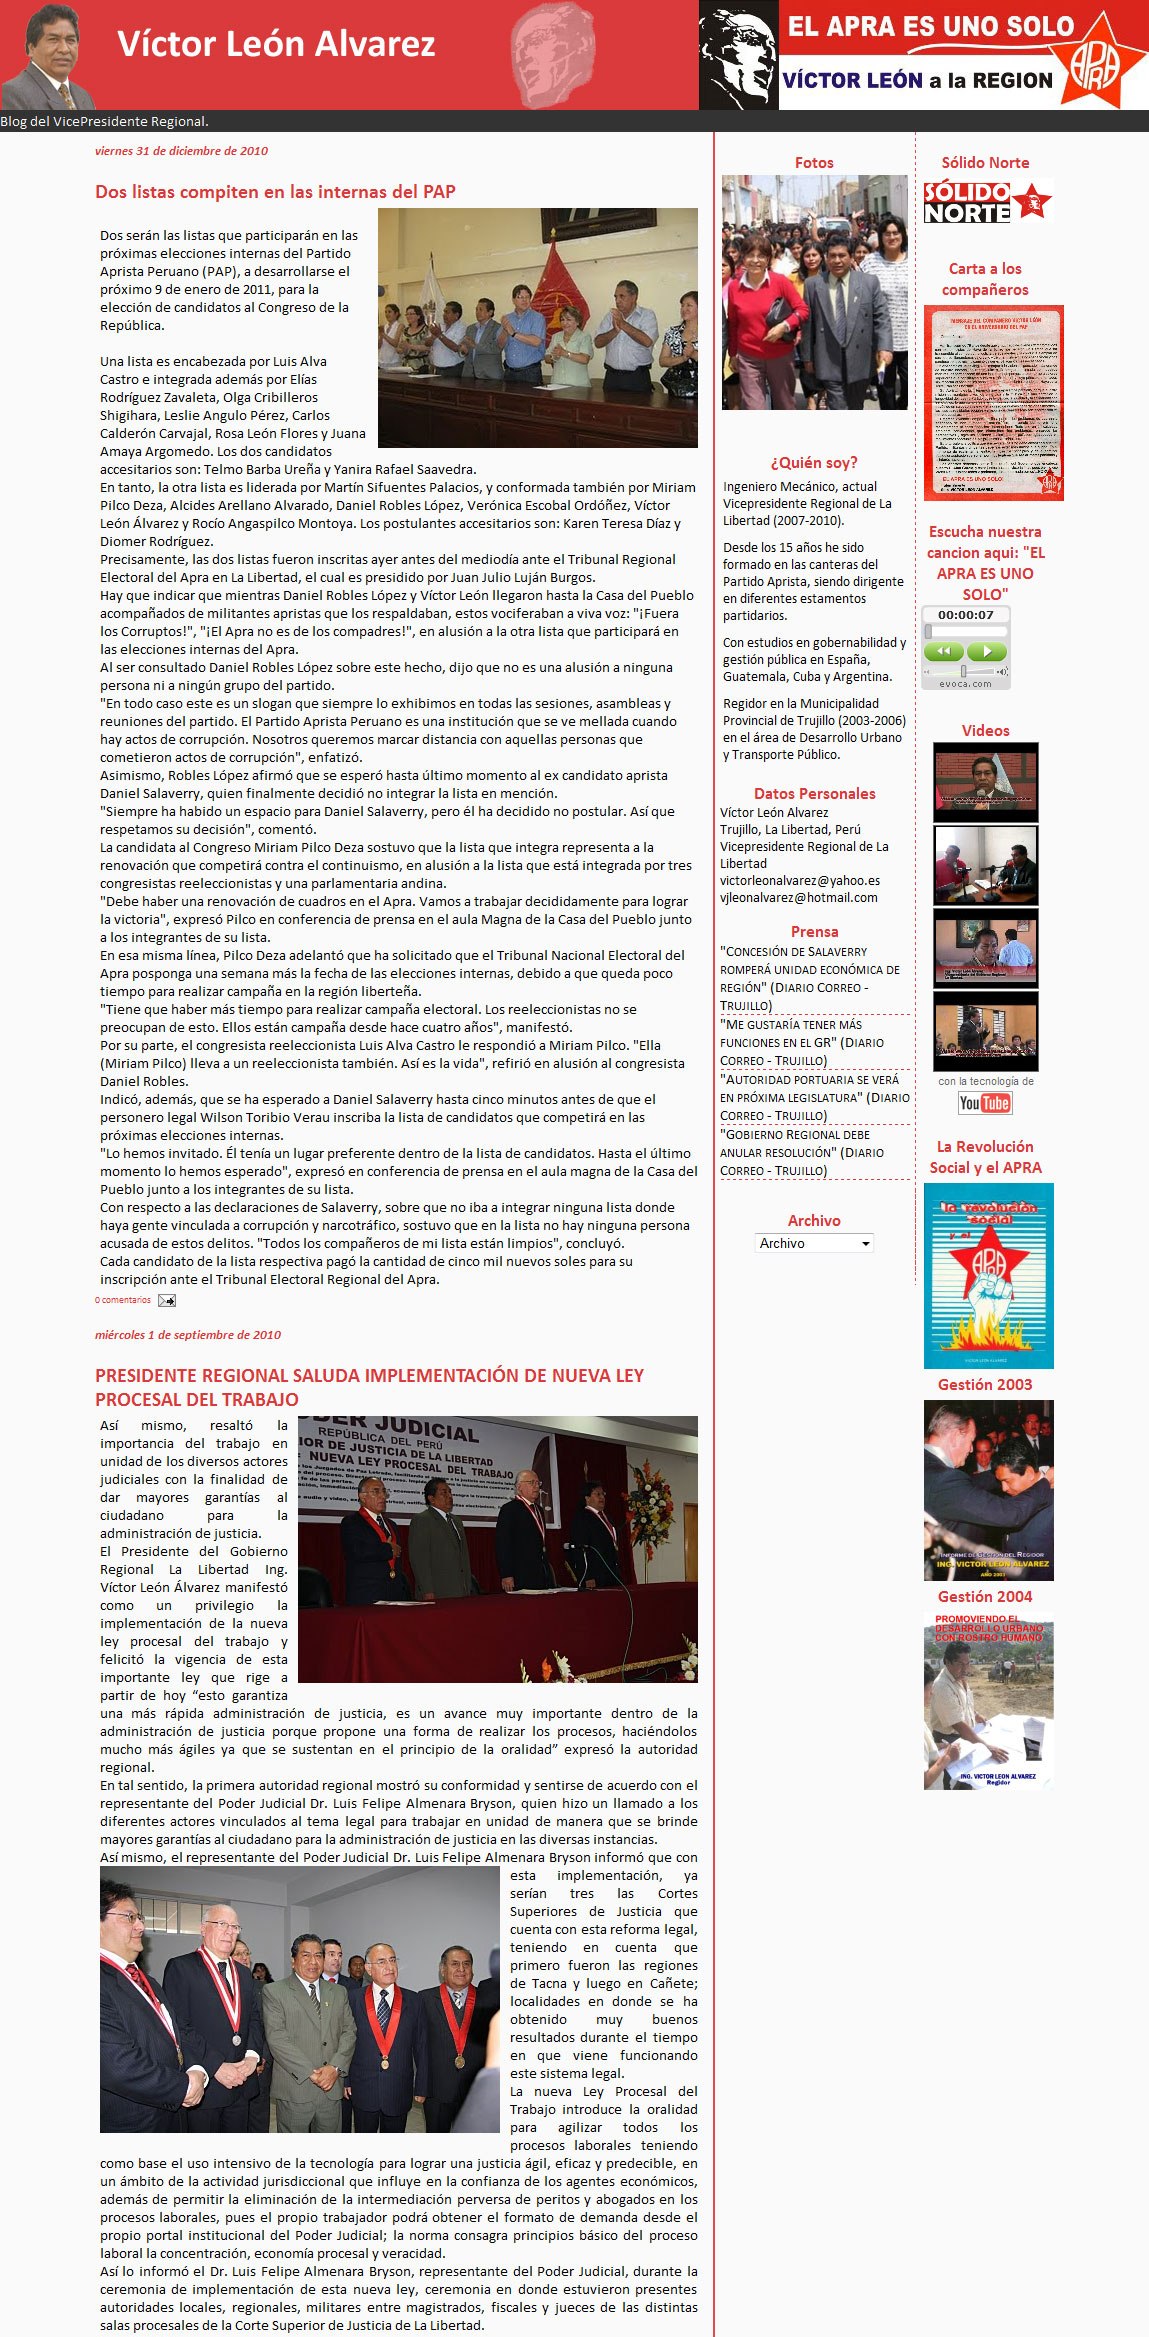 Víctor León Alvarez
EL APRA ES UNO SOLO
VÍCTOR LEÓN a la REGION
APRA
Blog del VicePresidente Regional.
viernes 31 de diciembre de 2010
Dos listas compiten en las internas del PAP
Dos serán las listas que participarán en las
próximas elecciones internas del Partido
Aprista Peruano (PAP), a desarrollarse el
próximo 9 de enero de 2011, para la
elección de candidatos al Congreso de la
República.
Una lista es encabezada por Luis Alva
Castro e integrada además por Elías
Rodríguez Zavaleta, Olga Cribilleros
Shigihara, Leslie Angulo Pérez, Carlos
Calderón Carvajal, Rosa León Flores y Juana
Amaya Argomedo. Los dos candidatos
accesitarios son: Telmo Barba Ureña y Yanira Rafael Saavedra.
En tanto, la otra lista es liderada por Martín Sifuentes Palacios, y conformada también por Miriam
Pilco Deza, Alcides Arellano Alvarado, Daniel Robles López, Verónica Escobal Ordóñez, Víctor
León Álvarez y Rocío Angaspilco Montoya. Los postulantes accesitarios son: Karen Teresa Díaz y
Diomer Rodríguez.
Precisamente, las dos listas fueron inscritas ayer antes del mediodía ante el Tribunal Regional
Electoral del Apra en La Libertad, el cual es presidido por Juan Julio Luján Burgos.
Hay que indicar que mientras Daniel Robles López y Víctor León llegaron hasta la Casa del Pueblo
acompañados de militantes apristas que los respaldaban, estos vociferaban a viva voz: "¡Fuera
los Corruptos!", "¡El Apra no es de los compadres!", en alusión a la otra lista que participará en
las elecciones internas del Apra.
Al ser consultado Daniel Robles López sobre este hecho, dijo que no es una alusión a ninguna
persona ni a ningún grupo del partido.
"En todo caso este es un slogan que siempre lo exhibimos en todas las sesiones, asambleas y
reuniones del partido. El Partido Aprista Peruano es una institución que se ve mellada cuando
hay actos de corrupción. Nosotros queremos marcar distancia con aquellas personas que
cometieron actos de corrupción", enfatizó.
Asimismo, Robles López afirmó que se esperó hasta último momento al ex candidato aprista
Daniel Salaverry, quien finalmente decidió no integrar la lista en mención.
"Siempre ha habido un espacio para Daniel Salaverry, pero él ha decidido no postular. Así que
respetamos su decisión", comentó.
La candidata al Congreso Miriam Pilco Deza sostuvo que la lista que integra representa a la
renovación que competirá contra el continuismo, en alusión a la lista que está integrada por tres
congresistas reeleccionistas y una parlamentaria andina.
"Debe haber una renovación de cuadros en el Apra. Vamos a trabajar decididamente para lograr
la victoria", expresó Pilco en conferencia de prensa en el aula Magna de la Casa del Pueblo junto
a los integrantes de su lista.
En esa misma línea, Pilco Deza adelantó que ha solicitado que el Tribunal Nacional Electoral del
Apra posponga una semana más la fecha de las elecciones internas, debido a que queda poco
tiempo para realizar campaña en la región liberteña.
"Tiene que haber más tiempo para realizar campaña electoral. Los reeleccionistas no se
preocupan de esto. Ellos están campaña desde hace cuatro años", manifestó.
Por su parte, el congresista reeleccionista Luis Alva Castro le respondió a Miriam Pilco. "Ella
(Miriam Pilco) lleva a un reeleccionista también. Así es la vida", refirió en alusión al congresista
Daniel Robles.
Indicó, además, que se ha esperado a Daniel Salaverry hasta cinco minutos antes de que el
personero legal Wilson Toribio Verau inscriba la lista de candidatos que competirá en las
próximas elecciones internas.
"Lo hemos invitado. Él tenía un lugar preferente dentro de la lista de candidatos. Hasta el último
momento lo hemos esperado", expresó en conferencia de prensa en el aula magna de la Casa del
Pueblo junto a los integrantes de su lista.
Con respecto a las declaraciones de Salaverry, sobre que no iba a integrar ninguna lista donde
haya gente vinculada a corrupción y narcotráfico, sostuvo que en la lista no hay ninguna persona
acusada de estos delitos. "Todos los compañeros de mi lista están limpios", concluyó.
Cada candidato de la lista respectiva pagó la cantidad de cinco mil nuevos soles para su
inscripción ante el Tribunal Electoral Regional del Apra.
0 comentarios
miércoles 1 de septiembre de 2010
PRESIDENTE REGIONAL SALUDA IMPLEMENTACIÓN DE NUEVA LEY
PROCESAL DEL TRABAJO
Así mismo, resaltó la
importancia del trabajo en
unidad de los diversos actores
judiciales con la finalidad de
dar mayores garantías al
ciudadano para la
administración de justicia.
El Presidente del Gobierno
Regional La Libertad Ing.
Víctor León Álvarez manifestó
como un privilegio la
implementación de la nueva
ley procesal del trabajo y
felicitó la vigencia de esta
importante ley que rige a
partir de hoy “esto garantiza
una más rápida administración de justicia, es un avance muy importante dentro de la
administración de justicia porque propone una forma de realizar los procesos, haciéndolos
mucho más ágiles ya que se sustentan en el principio de la oralidad” expresó la autoridad
regional.
En tal sentido, la primera autoridad regional mostró su conformidad y sentirse de acuerdo con el
representante del Poder Judicial Dr. Luis Felipe Almenara Bryson, quien hizo un llamado a los
diferentes actores vinculados al tema legal para trabajar en unidad de manera que se brinde
mayores garantías al ciudadano para la administración de justicia en las diversas instancias.
Así mismo, el representante del Poder Judicial Dr. Luis Felipe Almenara Bryson informó que con
esta implementación, ya
serían tres las Cortes
Superiores de Justicia que
cuenta con esta reforma legal,
teniendo en cuenta que
primero fueron las regiones
de Tacna y luego en Cañete;
localidades en donde se ha
obtenido muy buenos
resultados durante el tiempo
en que viene funcionando
este sistema legal.
La nueva Ley Procesal del
Trabajo introduce la oralidad
para agilizar todos los
procesos laborales teniendo
como base el uso intensivo de la tecnología para lograr una justicia ágil, eficaz y predecible, en
un ámbito de la actividad jurisdiccional que influye en la confianza de los agentes económicos,
además de permitir la eliminación de la intermediación perversa de peritos y abogados en los
procesos laborales, pues el propio trabajador podrá obtener el formato de demanda desde el
propio portal institucional del Poder Judicial; la norma consagra principios básico del proceso
laboral la concentración, economía procesal y veracidad.
Así lo informó el Dr. Luis Felipe Almenara Bryson, representante del Poder Judicial, durante la
ceremonia de implementación de esta nueva ley, ceremonia en donde estuvieron presentes
autoridades locales, regionales, militares entre magistrados, fiscales y jueces de las distintas
salas procesales de la Corte Superior de Justicia de La Libertad.
PODER JUDICIAL
REPÚBLICA DEL PERÚ
IOR DE JUSTICIA DE LA LIBERTAD
NUEVA LEY PROCESAL DEL TRABAJO
Fotos
¿Quién soy?
Ingeniero Mecánico, actual
Vicepresidente Regional de La
Libertad (2007-2010).
Desde los 15 años he sido
formado en las canteras del
Partido Aprista, siendo dirigente
en diferentes estamentos
partidarios.
Con estudios en gobernabilidad y
gestión pública en España,
Guatemala, Cuba y Argentina.
Regidor en la Municipalidad
Provincial de Trujillo (2003-2006)
en el área de Desarrollo Urbano
y Transporte Público.
Datos Personales
Víctor León Alvarez
Trujillo, La Libertad, Perú
Vicepresidente Regional de La
Libertad
victorleonalvarez@yahoo.es
vjleonalvarez@hotmail.com
Prensa
"Concesión de Salaverry
romperá unidad económica de
región" (Diario Correo -
Trujillo)
"Me gustaría tener más
funciones en el GR" (Diario
Correo - Trujillo)
"Autoridad portuaria se verá
en próxima legislatura" (Diario
Correo - Trujillo)
"Gobierno Regional debe
anular resolución" (Diario
Correo - Trujillo)
Archivo
Archivo
Sólido Norte
SÓLIDO
NORTE
Carta a los
compañeros
MENSAJE DEL COMPAÑERO VICTOR LEÓN
EN EL ANIVERSARIO DEL PAP
EL APRA ES UNO SOLO!
Escucha nuestra
cancion aqui: "EL
APRA ES UNO
SOLO"
00:00:07
evoca.com
Videos
con la tecnología de
YouTube
La Revolución
Social y el APRA
la revolución
social
y el
APRA
VICTOR LEON ALVAREZ
Gestión 2003
INFORME DE GESTIÓN DEL REGIDOR
ING. VICTOR LEON ALVAREZ
AÑO 2003
Gestión 2004
PROMOVIENDO EL
DESARROLLO URBANO
CON ROSTRO HUMANO
ING. VICTOR LEON ALVAREZ
Regidor